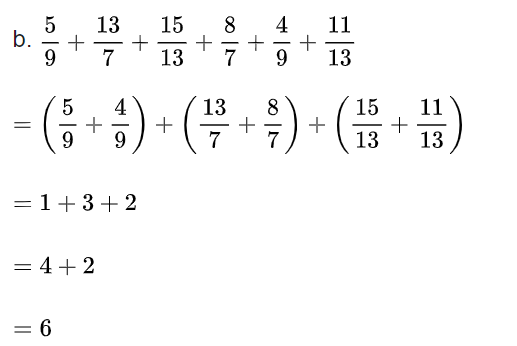 b. 5/9 + 13/7 + 15/13 + 8/7 + 4/9 + 11/13
= (5/9 + 4/9) + (13/7 + 8/7) + (15/13 + 11/13)
= 1 + 3 + 2
= 4 + 2
= 6